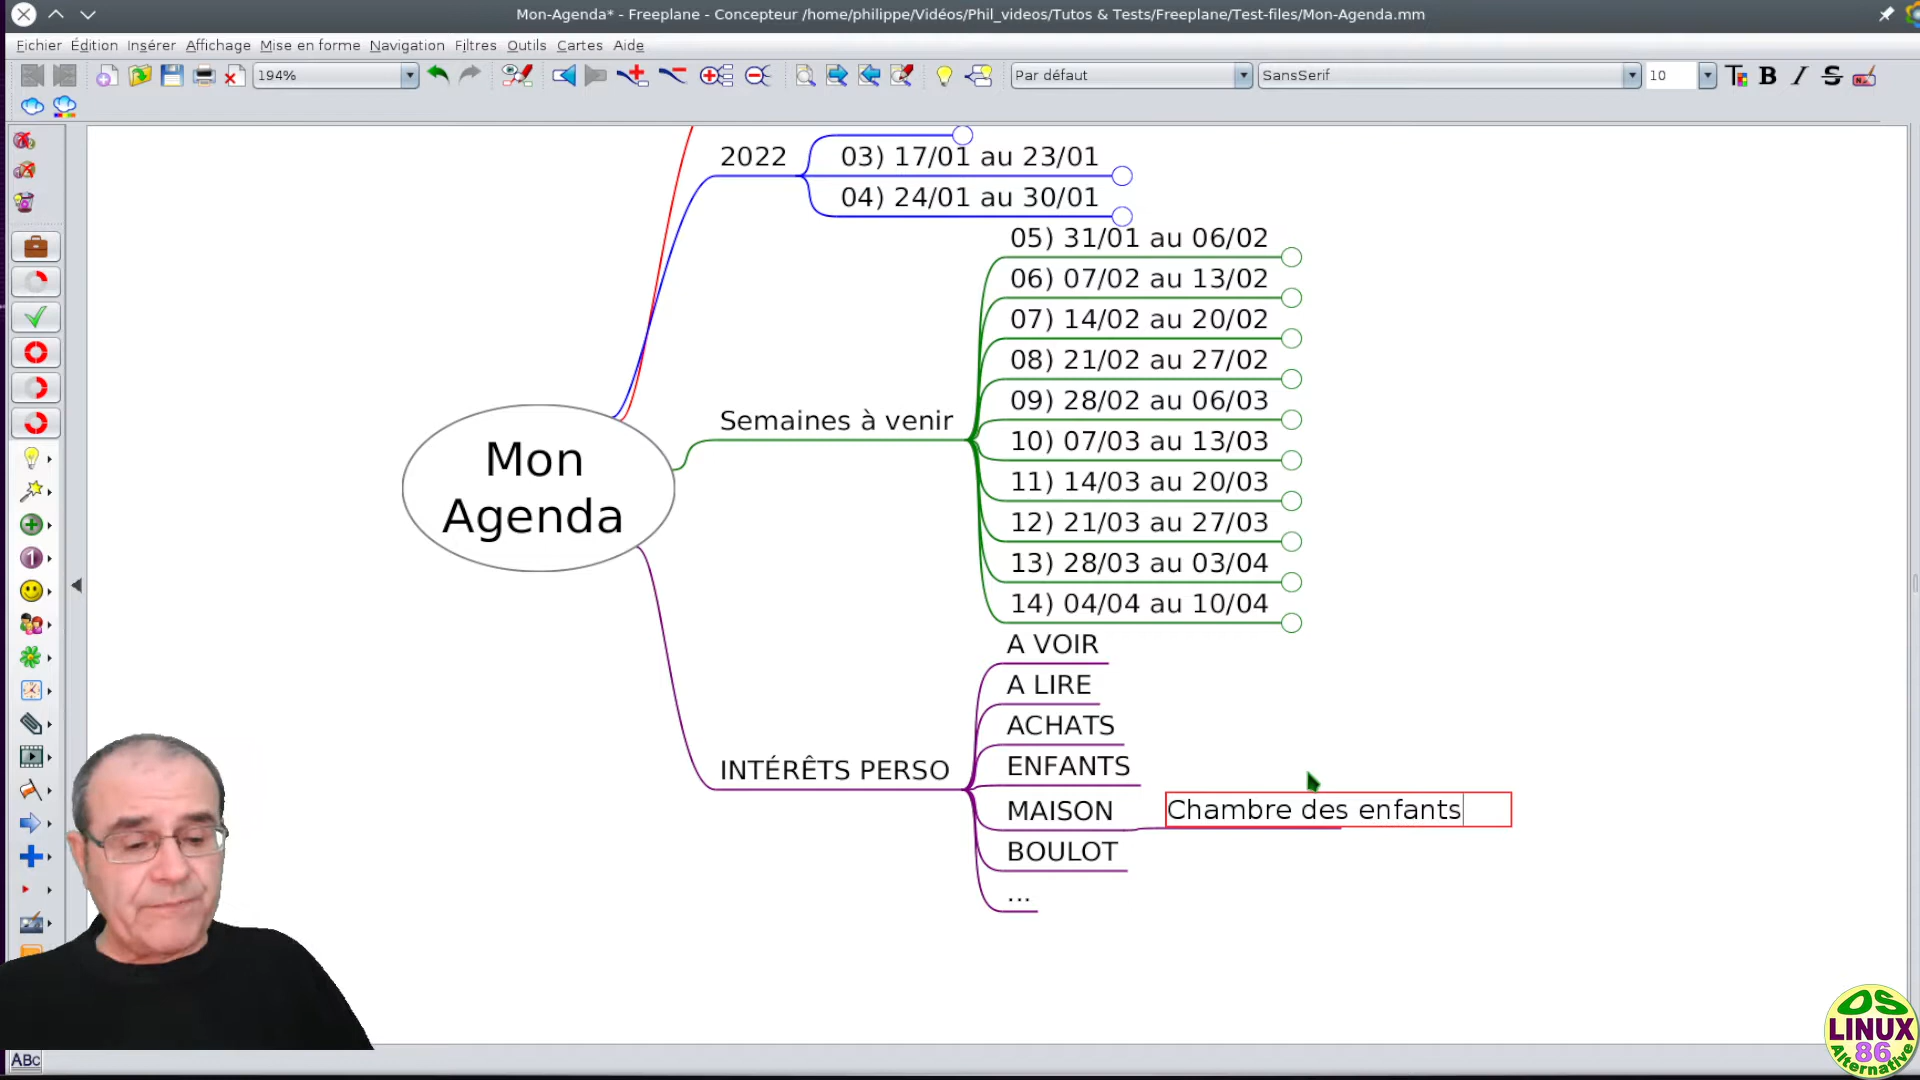 Mon-Agenda* - Freeplane - Concepteur /home/philippe/Vidéos/Phil_videos/Tutos & Tests/Freeplane/Test-files/Mon-Agenda.mm
Fichier Édition Insérer Affichage Mise en forme Navigation Filtres Outils Cartes Aide
194% Par défaut SansSerif 10 B I S
2022
03) 17/01 au 23/01
04) 24/01 au 30/01
05) 31/01 au 06/02
06) 07/02 au 13/02
07) 14/02 au 20/02
08) 21/02 au 27/02
Semaines à venir
09) 28/02 au 06/03
10) 07/03 au 13/03
11) 14/03 au 20/03
12) 21/03 au 27/03
13) 28/03 au 03/04
14) 04/04 au 10/04
Mon
Agenda
INTÉRÊTS PERSO
A VOIR
A LIRE
ACHATS
ENFANTS
MAISON
Chambre des enfants
BOULOT
...
1
ABC
OS
LINUX
86
Alternative